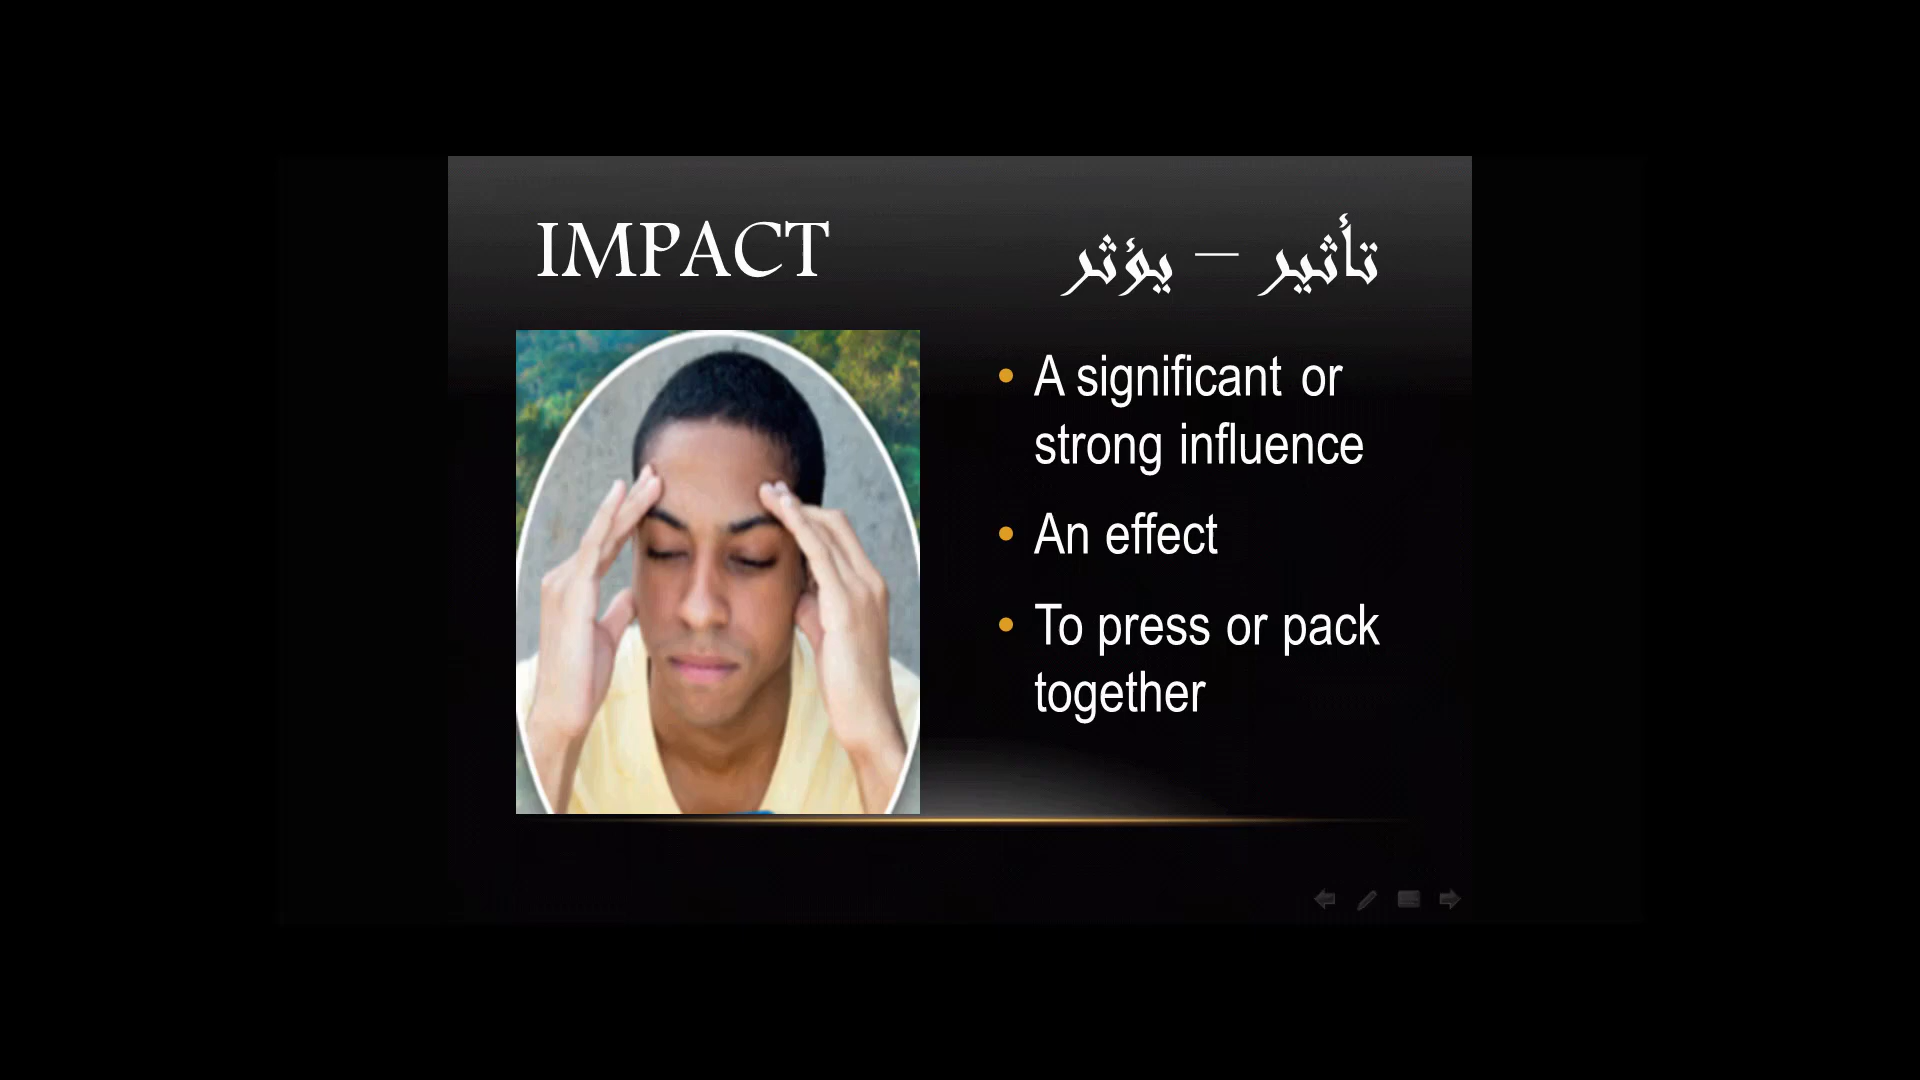 IMPACT
تأثير – يؤثر
• A significant or
strong influence
• An effect
• To press or pack
together